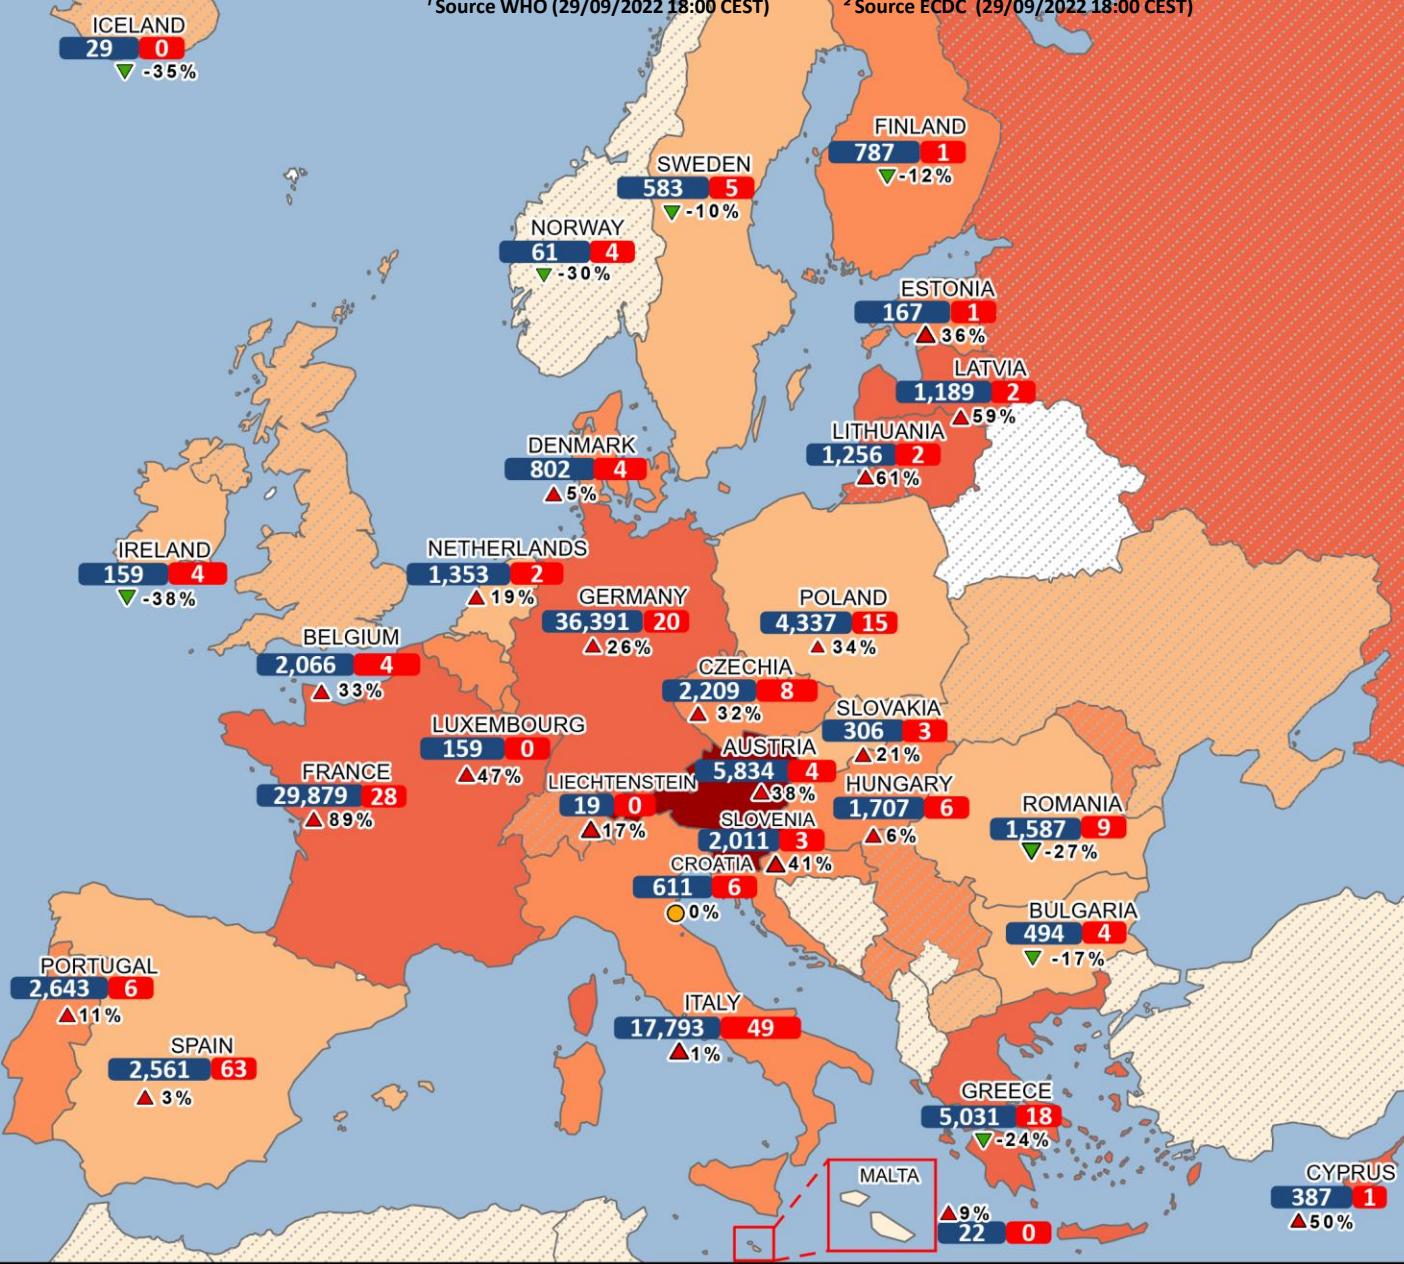 ¹ Source WHO (29/09/2022 18:00 CEST) ² Source ECDC (29/09/2022 18:00 CEST)
ICELAND
29 0
-35%
FINLAND
787 1
-12%
SWEDEN
583 5
-10%
NORWAY
61 4
-30%
ESTONIA
167 1
36%
LATVIA
1,189 2
59%
LITHUANIA
1,256 2
61%
DENMARK
802 4
5%
IRELAND
159 4
-38%
NETHERLANDS
1,353 2
19%
GERMANY
36,391 20
26%
POLAND
4,337 15
34%
BELGIUM
2,066 4
33%
CZECHIA
2,209 8
32%
SLOVAKIA
306 3
21%
LUXEMBOURG
159 0
47%
AUSTRIA
5,834 4
38%
FRANCE
29,879 28
89%
LIECHTENSTEIN
19 0
17%
HUNGARY
1,707 6
6%
ROMANIA
1,587 9
-27%
SLOVENIA
2,011 3
41%
CROATIA
611 6
0%
BULGARIA
494 4
-17%
PORTUGAL
2,643 6
11%
SPAIN
2,561 63
3%
ITALY
17,793 49
1%
GREECE
5,031 18
-24%
MALTA
9%
22 0
CYPRUS
387 1
50%